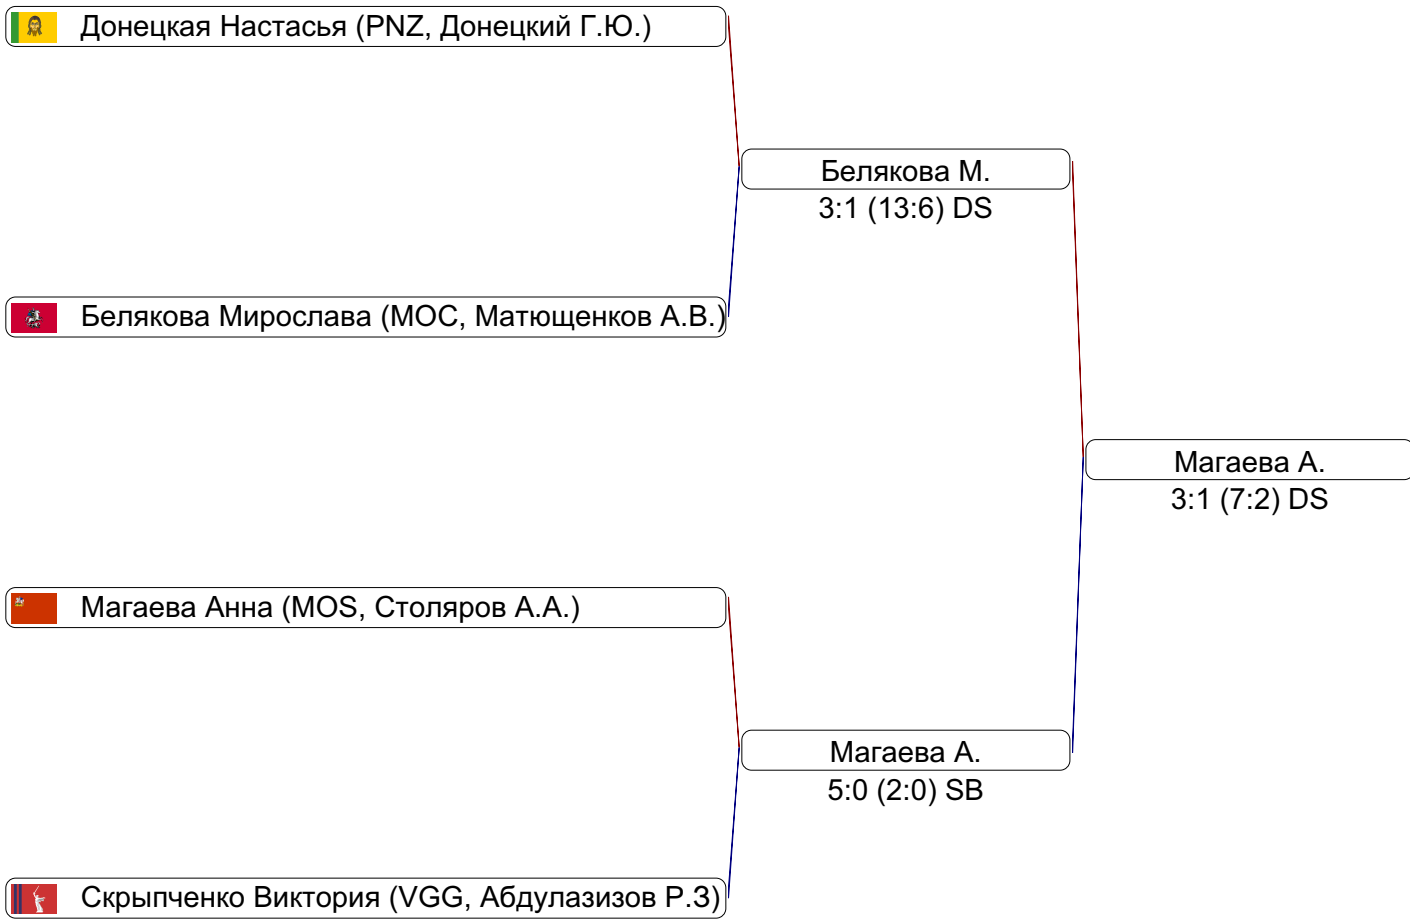 Донецкая Настасья (PNZ, Донецкий Г.Ю.)
Белякова М.
3:1 (13:6) DS
Белякова Мирослава (МОС, Матющенков А.В.)
Магаева А.
3:1 (7:2) DS
Магаева Анна (MOS, Столяров А.А.)
Магаева А.
5:0 (2:0) SB
Скрыпченко Виктория (VGG, Абдулазизов Р.З)